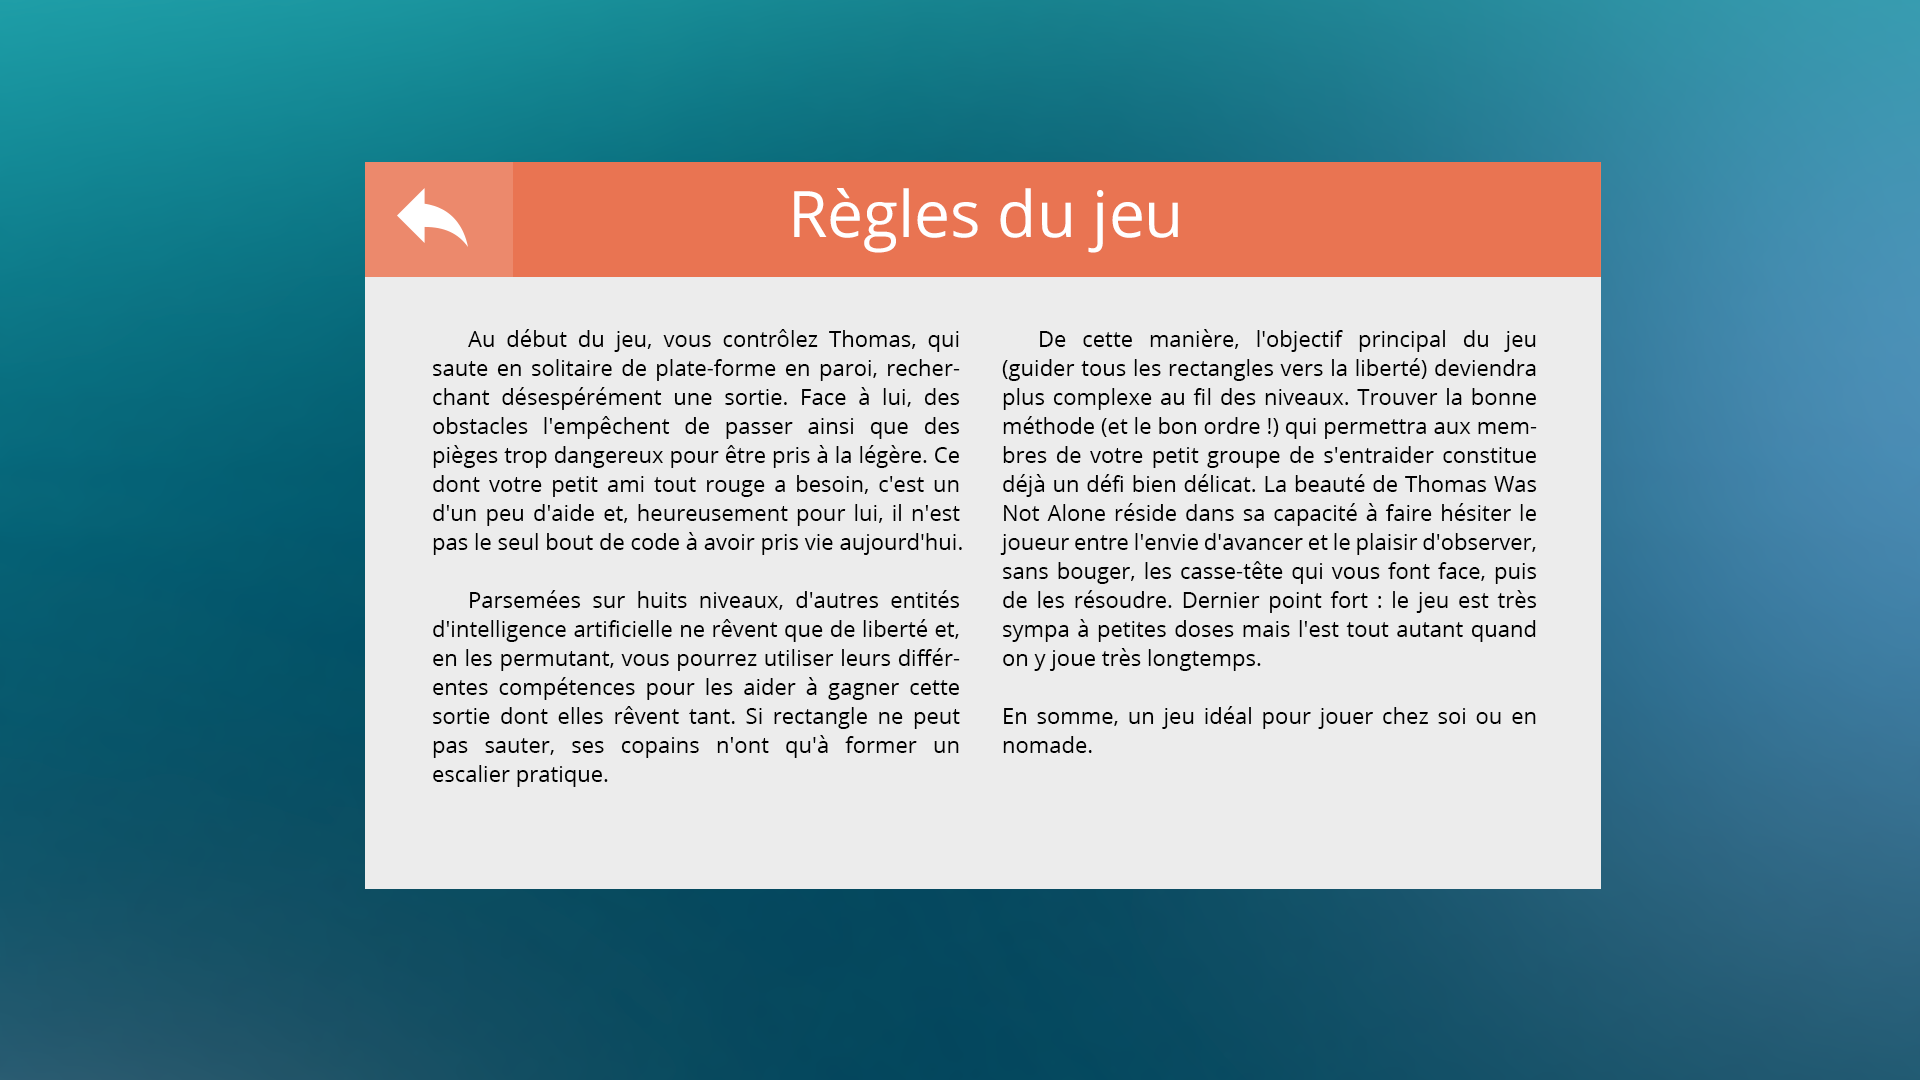 Règles du jeu
Au début du jeu, vous contrôlez Thomas, qui
saute en solitaire de plate-forme en paroi, recher-
chant désespérément une sortie. Face à lui, des
obstacles l'empêchent de passer ainsi que des
pièges trop dangereux pour être pris à la légère. Ce
dont votre petit ami tout rouge a besoin, c'est un
d'un peu d'aide et, heureusement pour lui, il n'est
pas le seul bout de code à avoir pris vie aujourd'hui.
Parsemées sur huits niveaux, d'autres entités
d'intelligence artificielle ne rêvent que de liberté et,
en les permutant, vous pourrez utiliser leurs différ-
entes compétences pour les aider à gagner cette
sortie dont elles rêvent tant. Si rectangle ne peut
pas sauter, ses copains n'ont qu'à former un
escalier pratique.
De cette manière, l'objectif principal du jeu
(guider tous les rectangles vers la liberté) deviendra
plus complexe au fil des niveaux. Trouver la bonne
méthode (et le bon ordre !) qui permettra aux mem-
bres de votre petit groupe de s'entraider constitue
déjà un défi bien délicat. La beauté de Thomas Was
Not Alone réside dans sa capacité à faire hésiter le
joueur entre l'envie d'avancer et le plaisir d'observer,
sans bouger, les casse-tête qui vous font face, puis
de les résoudre. Dernier point fort : le jeu est très
sympa à petites doses mais l'est tout autant quand
on y joue très longtemps.
En somme, un jeu idéal pour jouer chez soi ou en
nomade.